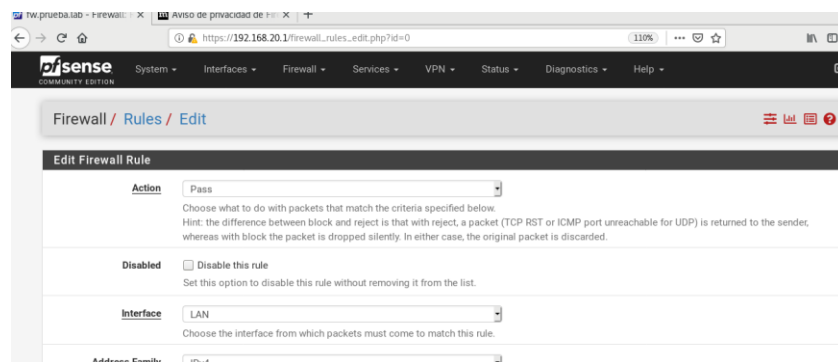 fw.prueba.lab - Firewall: F Aviso de privacidad de Fir
https://192.168.20.1/firewall_rules_edit.php?id=0 110%
pfsense
COMMUNITY EDITION
System Interfaces Firewall Services VPN Status Diagnostics Help
Firewall / Rules / Edit
Edit Firewall Rule
Action Pass
Choose what to do with packets that match the criteria specified below.
Hint: the difference between block and reject is that with reject, a packet (TCP RST or ICMP port unreachable for UDP) is returned to the sender,
whereas with block the packet is dropped silently. In either case, the original packet is discarded.
Disabled Disable this rule
Set this option to disable this rule without removing it from the list.
Interface LAN
Choose the interface from which packets must come to match this rule.
Address Family IPv4